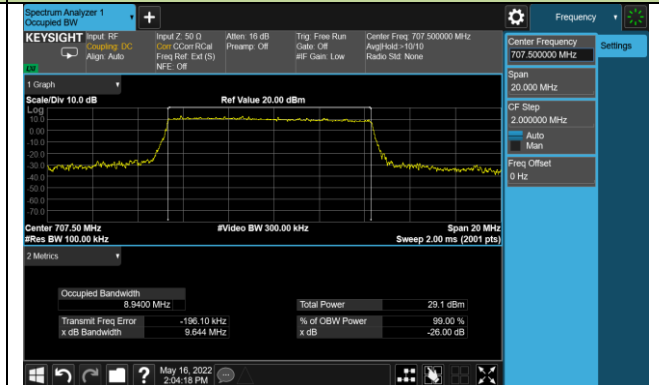 Spectrum Analyzer 1
Occupied BW
+
Frequency
KEYSIGHT
Input: RF
Coupling: DC
Align: Auto
Input Z: 50 Ω
Corr CCorr RCal
Freq Ref: Ext (S)
NFE: Off
Atten: 16 dB
Preamp: Off
Trig: Free Run
Gate: Off
#IF Gain: Low
Center Freq: 707.500000 MHz
Avg|Hold:>10/10
Radio Std: None
LXI
Center Frequency
707.500000 MHz
Settings
Span
20.000 MHz
CF Step
2.000000 MHz
Auto
Man
Freq Offset
0 Hz
1 Graph
Scale/Div 10.0 dB
Ref Value 20.00 dBm
Log
10.0
0.00
-10.0
-20.0
-30.0
-40.0
-50.0
-60.0
-70.0
Center 707.50 MHz
#Video BW 300.00 kHz
Span 20 MHz
#Res BW 100.00 kHz
Sweep 2.00 ms (2001 pts)
2 Metrics
Occupied Bandwidth
8.9400 MHz
Total Power
29.1 dBm
Transmit Freq Error
-196.10 kHz
% of OBW Power
99.00 %
x dB Bandwidth
9.644 MHz
x dB
-26.00 dB
?
May 16, 2022
2:04:18 PM